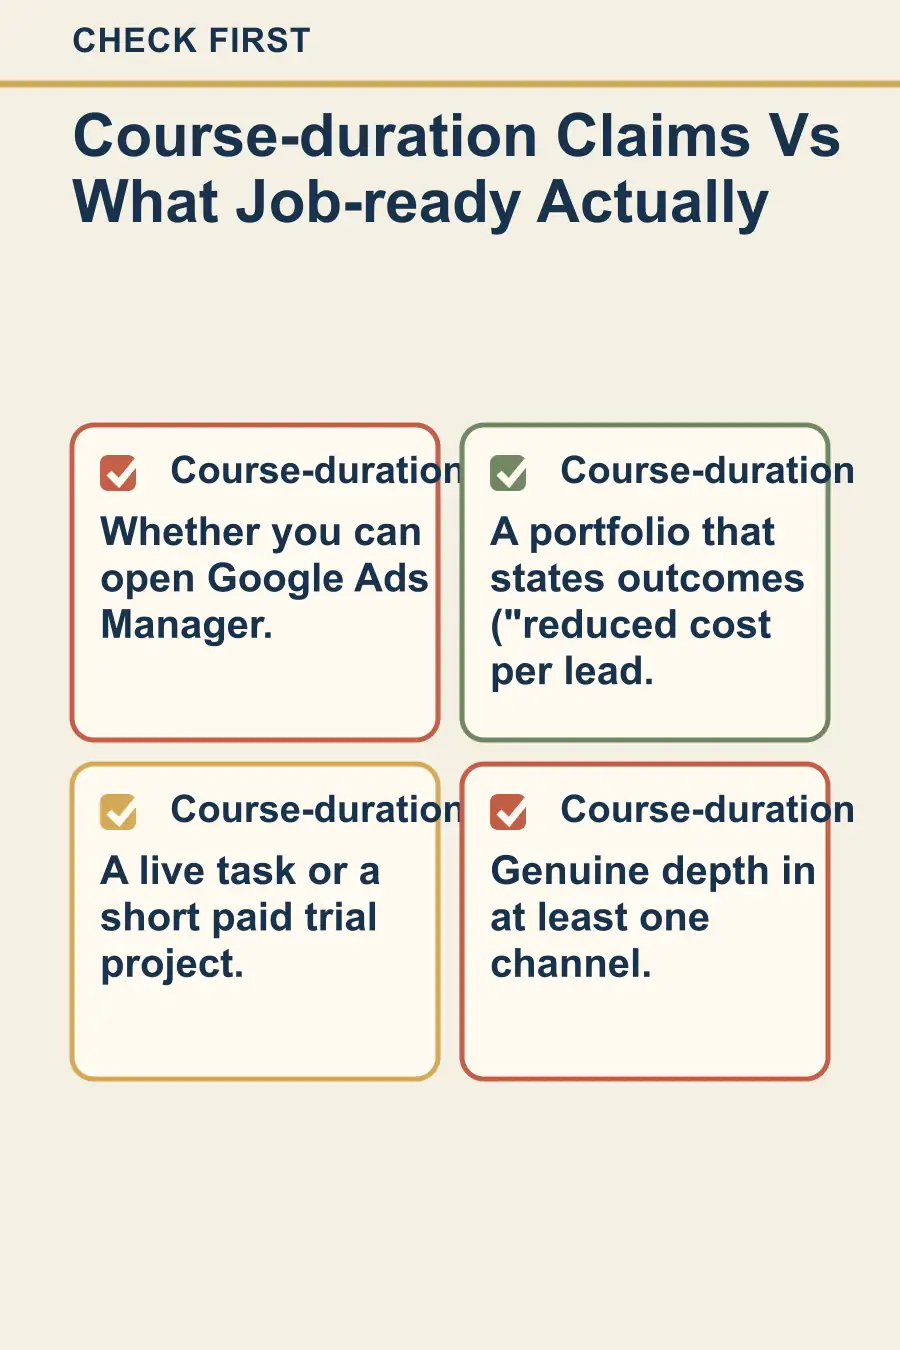 CHECK FIRST
Course-duration Claims Vs
What Job-ready Actually
Course-duration
Whether you can
open Google Ads
Manager.
Course-duration
A portfolio that
states outcomes
("reduced cost
per lead.
Course-duration
A live task or a
short paid trial
project.
Course-duration
Genuine depth in
at least one
channel.